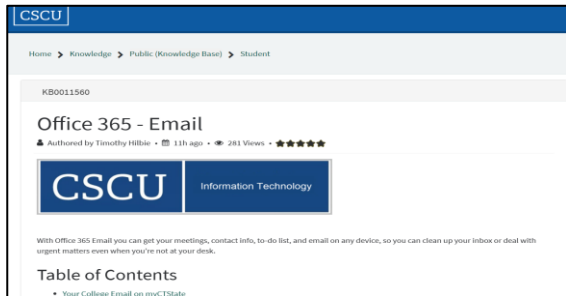 CSCU
Home > Knowledge > Public (Knowledge Base) > Student
KB0011560
Office 365 - Email
Authored by Timothy Hilbie • 11h ago • 281 Views • ★★★★★
CSCU Information Technology
With Office 365 Email you can get your meetings, contact info, to-do list, and email on any device, so you can clean up your inbox or deal with
urgent matters even when you're not at your desk.
Table of Contents
• Your College Email on myCTState